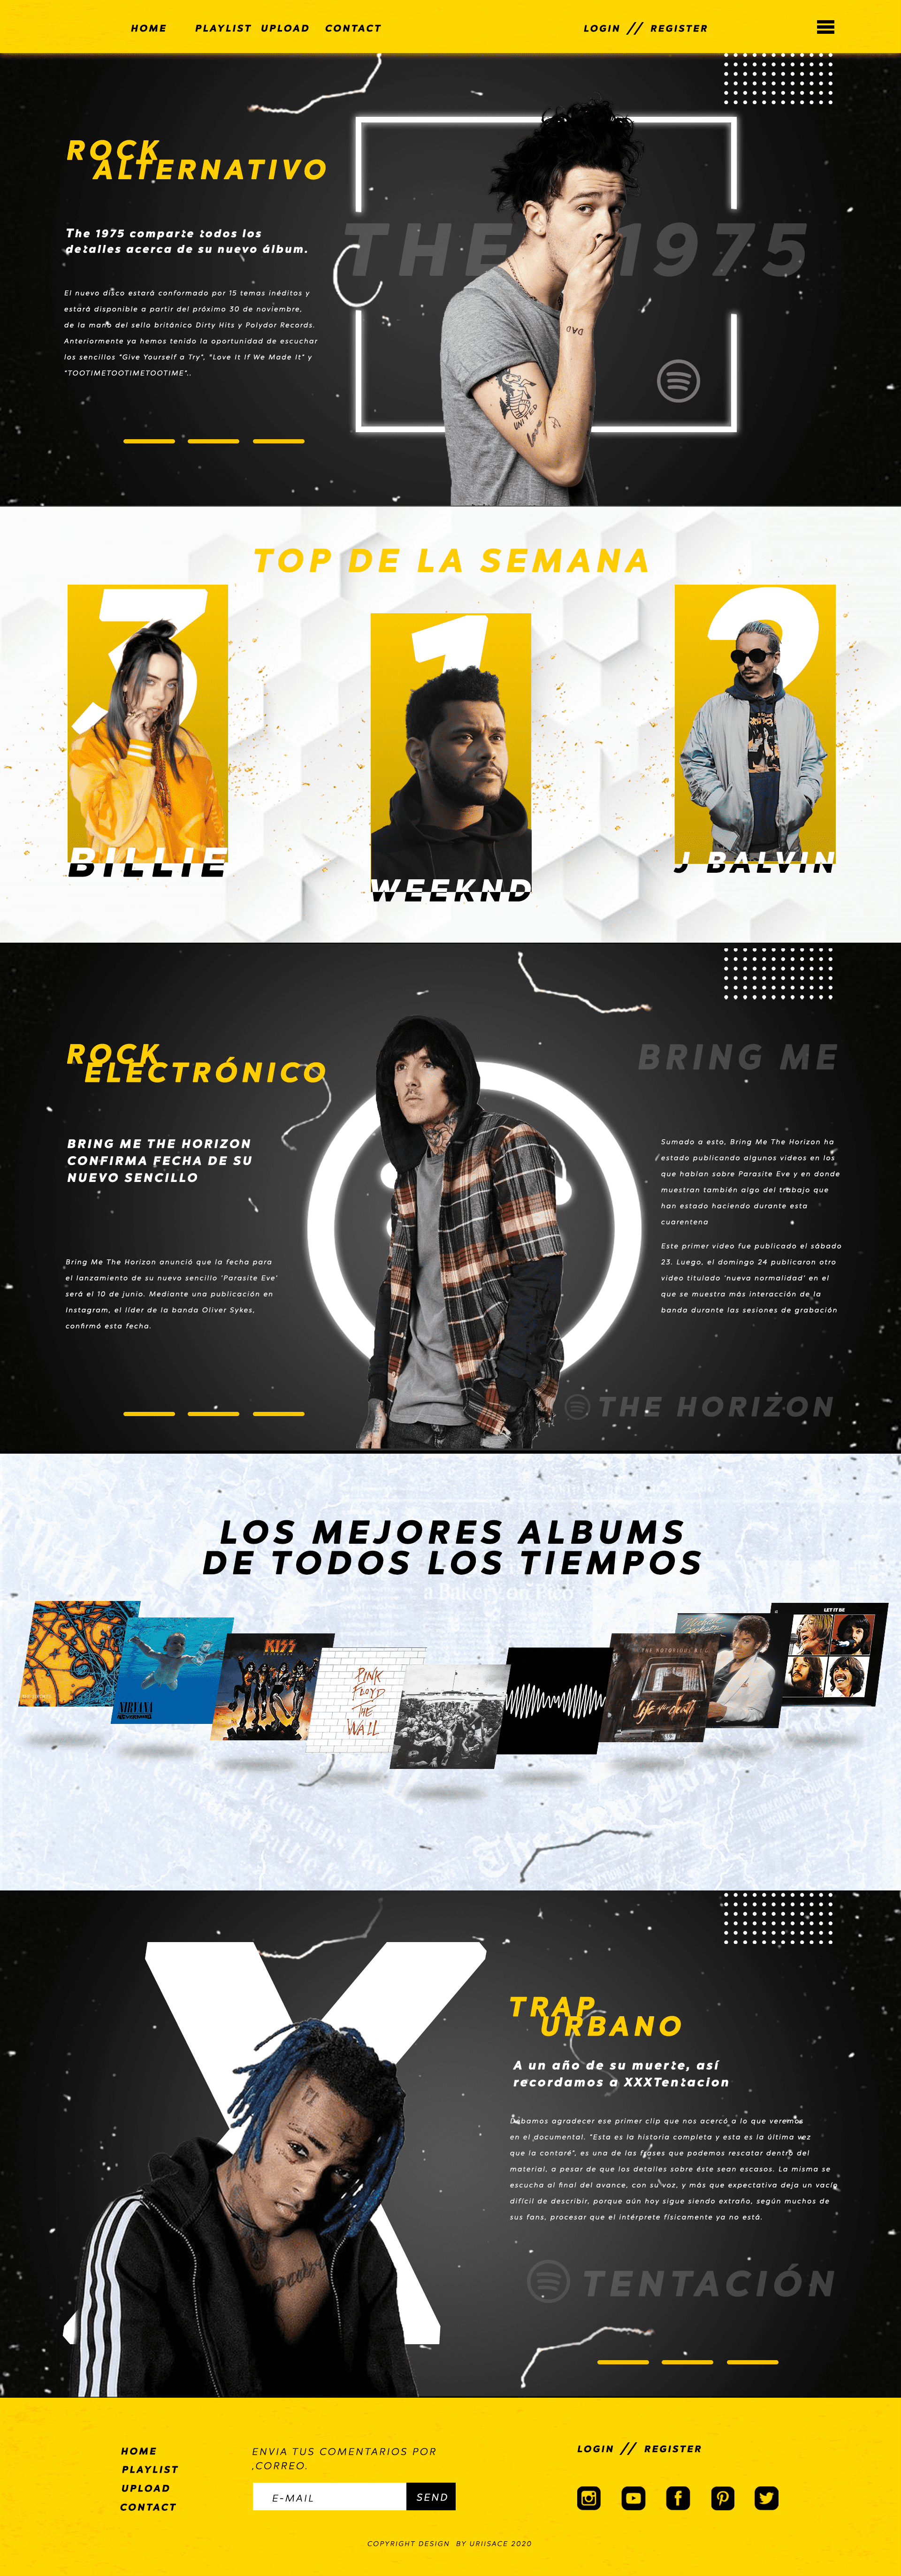 HOME PLAYLIST UPLOAD CONTACT LOGIN // REGISTER
ROCK
ALTERNATIVO
The 1975 comparte todos los
detalles acerca de su nuevo álbum.
El nuevo disco estará conformado por 15 temas inéditos y
estará disponible a partir del próximo 30 de noviembre,
de la mano del sello británico Dirty Hits y Polydor Records.
Anteriormente ya hemos tenido la oportunidad de escuchar
los sencillos "Give Yourself a Try", "Love It If We Made It" y
"TOOTIMETOOTIMETOOTIME"..
THE 1975
DAD
UNITED
TOP DE LA SEMANA
3
BILLIE
1
WEEKND
2
J BALVIN
ROCK
ELECTRÓNICO
BRING ME THE HORIZON
CONFIRMA FECHA DE SU
NUEVO SENCILLO
Bring Me The Horizon anunció que la fecha para
el lanzamiento de su nuevo sencillo 'Parasite Eve'
será el 10 de junio. Mediante una publicación en
Instagram, el líder de la banda Oliver Sykes,
confirmó esta fecha.
BRING ME
Sumado a esto, Bring Me The Horizon ha
estado publicando algunos videos en los
que hablan sobre Parasite Eve y en donde
muestran también algo del trabajo que
han estado haciendo durante esta
cuarentena
Este primer video fue publicado el sábado
23. Luego, el domingo 24 publicaron otro
video titulado 'nueva normalidad' en el
que se muestra más interacción de la
banda durante las sesiones de grabación
THE HORIZON
LOS MEJORES ALBUMS
DE TODOS LOS TIEMPOS
a Bakery on Pier
NIRVANA
NEVERMIND
KISS
PINK
FLOYD
THE
WALL
THE NOTORIOUS B.I.G.
life after death
LET IT BE
X
TRAP
URBANO
A un año de su muerte, así
recordamos a XXXTentacion
Débamos agradecer ese primer clip que nos acercó a lo que veremos
en el documental. "Esta es la historia completa y esta es la última vez
que la contaré", es una de las frases que podemos rescatar dentro del
material, a pesar de que los detalles sobre éste sean escasos. La misma se
escucha al final del avance, con su voz, y más que expectativa deja un vacío
difícil de describir, porque aún hoy sigue siendo extraño, según muchos de
sus fans, procesar que el intérprete físicamente ya no está.
TENTACIÓN
HOME
PLAYLIST
UPLOAD
CONTACT
ENVIA TUS COMENTARIOS POR
,CORREO.
E-MAIL SEND
LOGIN // REGISTER
COPYRIGHT DESIGN BY URIISACE 2020